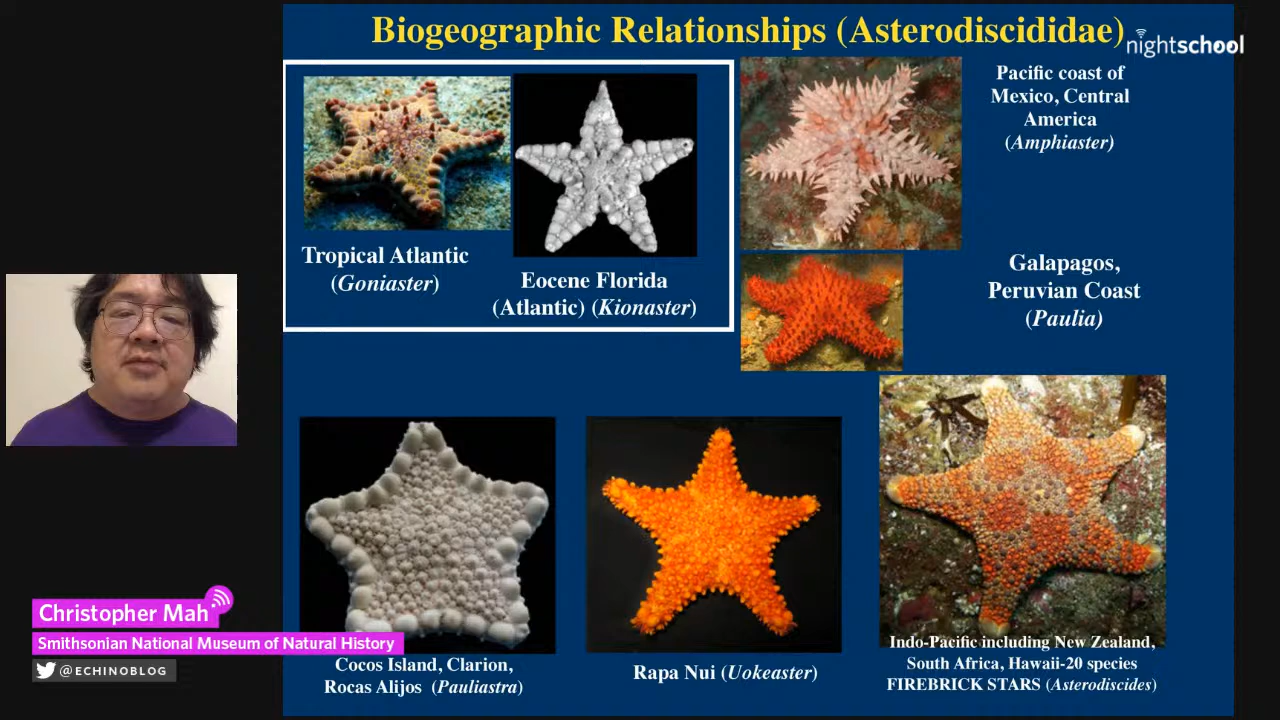 Biogeographic Relationships (Asterodiscididae)
nightschool
Pacific coast of
Mexico, Central
America
(Amphiaster)
Tropical Atlantic
(Goniaster)
Eocene Florida
(Atlantic) (Kionaster)
Galapagos,
Peruvian Coast
(Paulia)
Christopher Mah
Smithsonian National Museum of Natural History
@ECHINOBLOG
Cocos Island, Clarion,
Rocas Alijos (Pauliastra)
Rapa Nui (Uokeaster)
Indo-Pacific including New Zealand,
South Africa, Hawaii-20 species
FIREBRICK STARS (Asterodiscides)